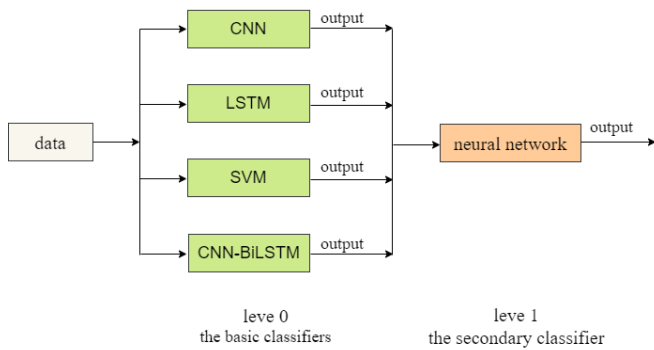 CNN
output
LSTM
output
data
neural network
output
SVM
output
CNN-BiLSTM
output
leve 0
the basic classifiers
leve 1
the secondary classifier